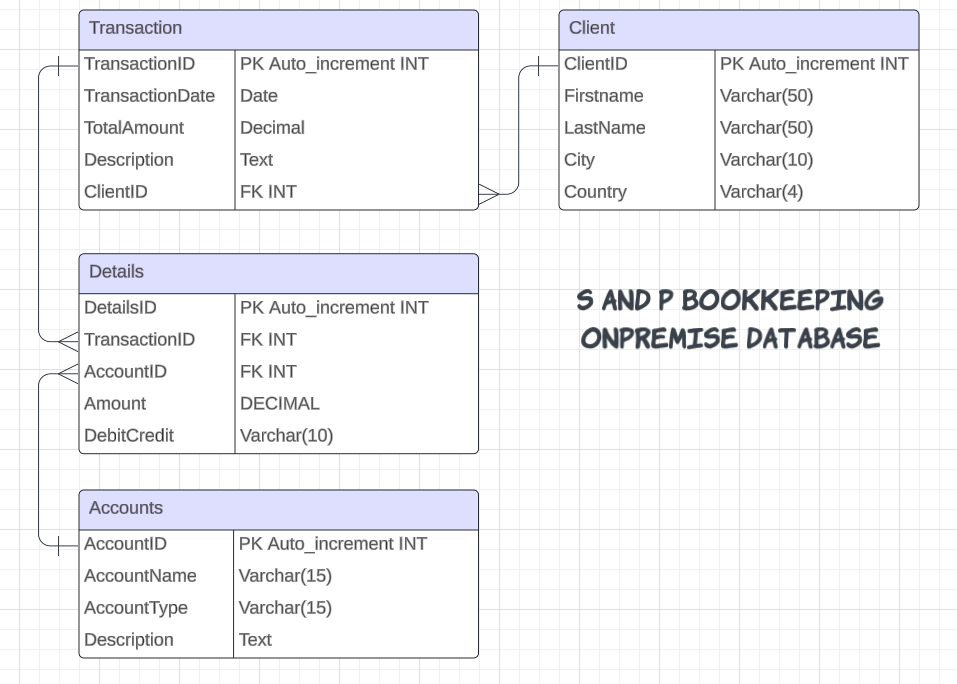 Transaction
TransactionID PK Auto_increment INT
TransactionDate Date
TotalAmount Decimal
Description Text
ClientID FK INT
Client
ClientID PK Auto_increment INT
Firstname Varchar(50)
LastName Varchar(50)
City Varchar(10)
Country Varchar(4)
Details
DetailsID PK Auto_increment INT
TransactionID FK INT
AccountID FK INT
Amount DECIMAL
DebitCredit Varchar(10)
S AND P BOOKKEEPING
ONPREMISE DATABASE
Accounts
AccountID PK Auto_increment INT
AccountName Varchar(15)
AccountType Varchar(15)
Description Text